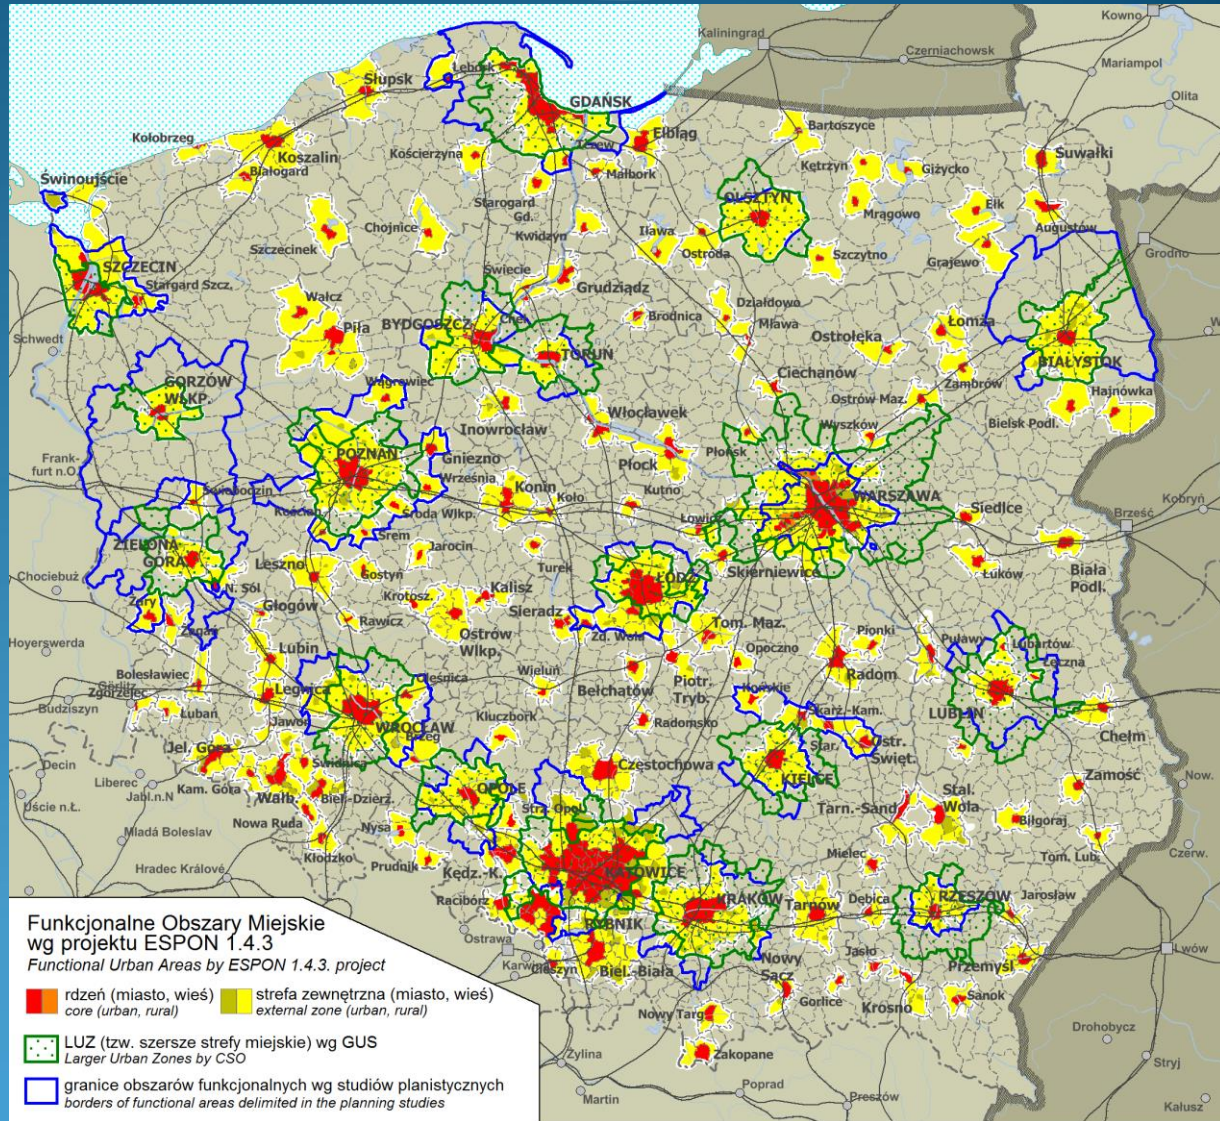 Kowno
Kaliningrad
Czerniachowsk
Mariampol
Olita
Lębork
Słupsk
GDAŃSK
Kołobrzeg
Koszalin
Białogard
Kościerzyna
Tczew
Elbląg
Bartoszyce
Malbork
Kętrzyn
Giżycko
Suwałki
Świnoujście
Starogard
Gd.
OLSZTYN
Mrągowo
Ełk
Augustów
Szczecinek
Chojnice
Kwidzyn
Iława
Ostróda
Szczytno
Grajewo
Grodno
SZCZECIN
Stargard Szcz.
Świecie
Grudziądz
Wałcz
Piła
BYDGOSZCZ
Cheł
TORUŃ
Brodnica
Działdowo
Mława
Ostrołęka
Łomża
BIAŁYSTOK
Schwedt
GORZÓW
WLKP.
Wągrowiec
Ciechanów
Zambrów
Hajnówka
Ostrów Maz.
Bielsk Podl.
Inowrocław
Włocławek
Wyszków
Frank-
furt n.O.
POZNAŃ
Gniezno
Września
Płock
Płońsk
Świebodzin
Konin
Koło
Kutno
WARSZAWA
Kobryń
Brześć
Kościan
Środa Wlkp.
Łowicz
Siedlce
ZIELONA
GÓRA
Śrem
Jarocin
Turek
ŁÓDŹ
Skierniewice
Łuków
Biała
Podl.
Chociebuż
Leszno
Gostyń
N. Sól
Kalisz
Krotosz.
Sieradz
Żary
Głogów
Rawicz
Ostrów
Wlkp.
Zd. Wola
Tom. Maz.
Pionki
Puławy
Lubartów
Żagań
Hoyerswerda
Lubin
Opoczno
Łęczna
Bolesławiec
Wieluń
Bełchatów
Piotr.
Tryb.
Radom
Görlitz
Zgorzelec
Legnica
Oleśnica
Końskie
LUBLIN
Budziszyn
Lubań
Jawor
WROCŁAW
Kluczbork
Radomsko
Skarż.-Kam.
Chełm
Brzeg
Star.
Ostr.
Święt.
Jel. Góra
Świdnica
Częstochowa
KIELCE
Zamość
Decin
Liberec
Jabl.n.N
Kam. Góra
Wałb.
Biel.-Dzierż.
OPOLE
Strz. Opol.
Tarn.-Sand.
Stal.
Wola
Now.
Uście n.Ł.
Nowa Ruda
Nysa
Biłgoraj
Mladá Boleslav
Kłodzko
Prudnik
Kędz.-K.
KATOWICE
Mielec
Tom. Lub.
Czerw.
Hradec Králové
Racibórz
KRAKÓW
Tarnów
Dębica
RZESZÓW
Jarosław
RYBNIK
Ostrawa
Karwina
Cieszyn
Biel.-Biała
Nowy
Sącz
Jasło
Przemyśl
Lwów
Gorlice
Krosno
Sanok
Nowy Targ
Drohobycz
Zakopane
Żylina
Stryj
Martin
Poprad
Preszów
Kałusz
Funkcjonalne Obszary Miejskie
wg projektu ESPON 1.4.3
Functional Urban Areas by ESPON 1.4.3. project
rdzeń (miasto, wieś)
core (urban, rural)
strefa zewnętrzna (miasto, wieś)
external zone (urban, rural)
LUZ (tzw. szersze strefy miejskie) wg GUS
Larger Urban Zones by CSO
granice obszarów funkcjonalnych wg studiów planistycznych
borders of functional areas delimited in the planning studies